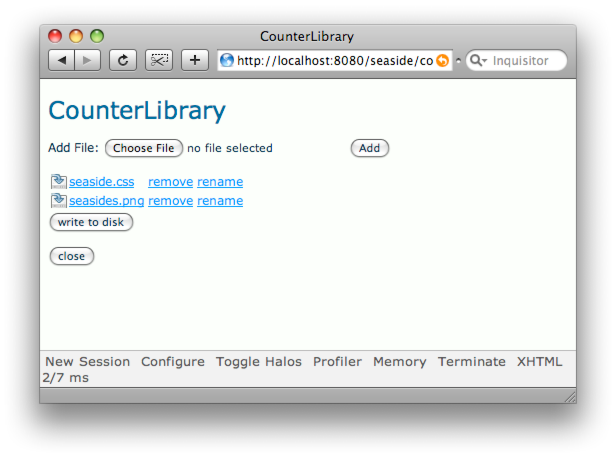 CounterLibrary
http://localhost:8080/seaside/co
Inquisitor
CounterLibrary
Add File: Choose File no file selected Add
seaside.css remove rename
seasides.png remove rename
write to disk
close
New Session Configure Toggle Halos Profiler Memory Terminate XHTML
2/7 ms